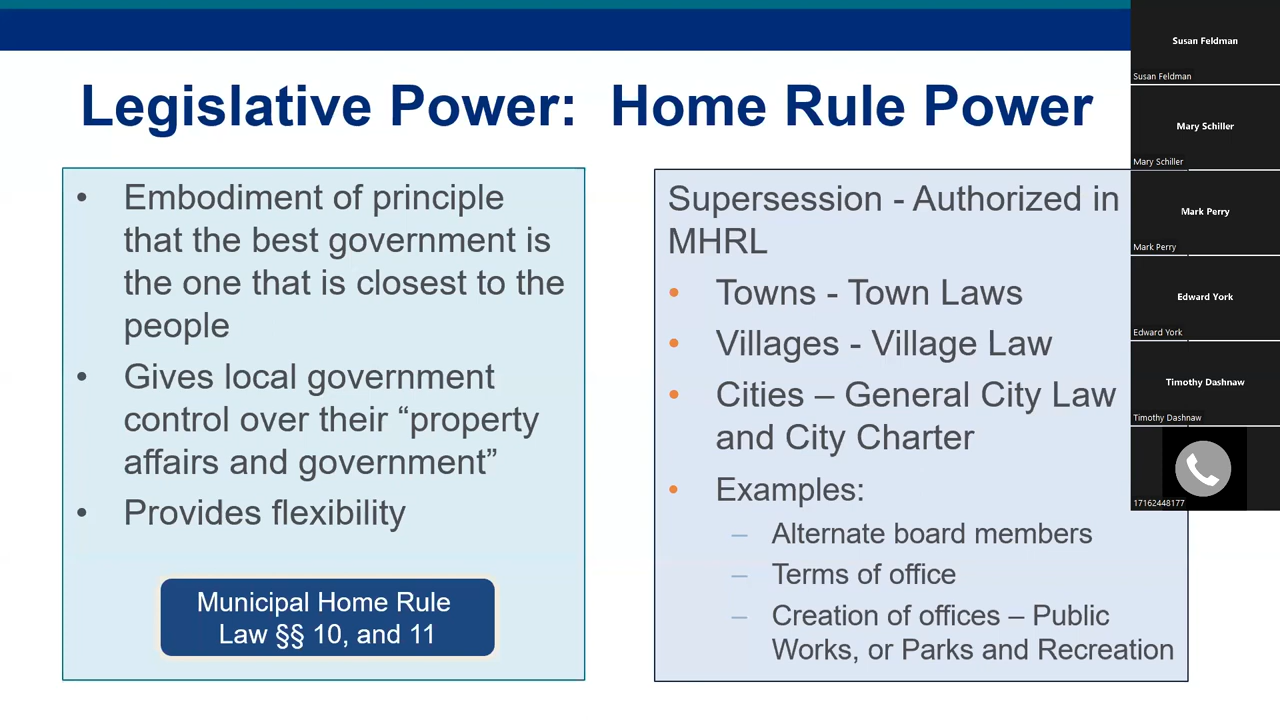 Legislative Power: Home Rule Power
• Embodiment of principle
that the best government is
the one that is closest to the
people
• Gives local government
control over their “property
affairs and government”
• Provides flexibility
Municipal Home Rule
Law §§ 10, and 11
Supersession - Authorized in
MHRL
• Towns - Town Laws
• Villages - Village Law
• Cities – General City Law
and City Charter
• Examples:
– Alternate board members
– Terms of office
– Creation of offices – Public
Works, or Parks and Recreation
Susan Feldman
Susan Feldman
Mary Schiller
Mary Schiller
Mark Perry
Mark Perry
Edward York
Edward York
Timothy Dashnaw
Timothy Dashnaw
17162448177